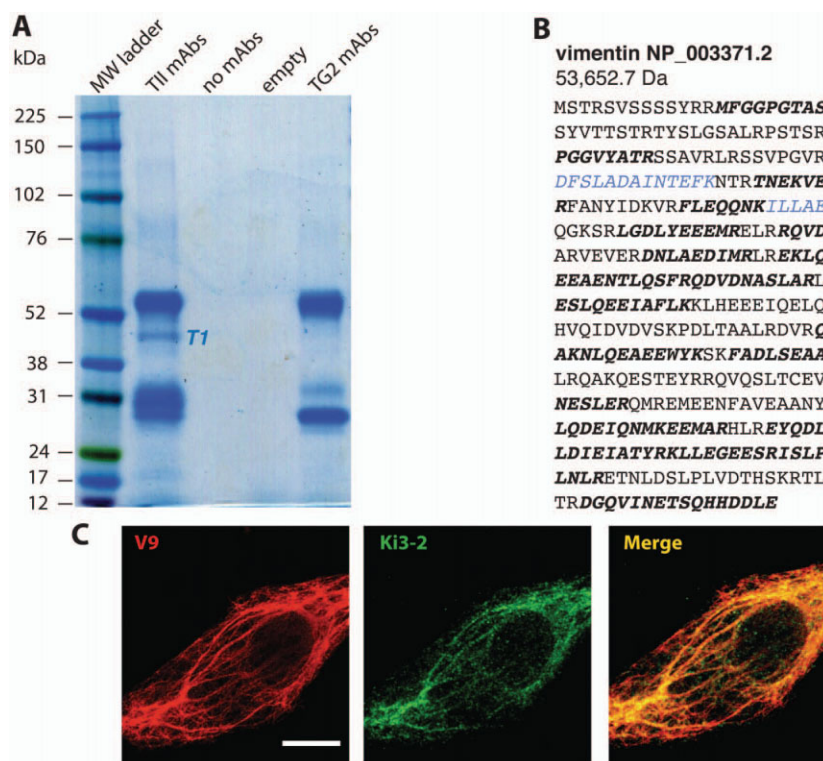 A
kDa
MW ladder
TII mAbs
no mAbs
empty
TG2 mAbs
225
150
102
76
52
38
31
24
17
12
T1
B
vimentin NP_003371.2
53,652.7 Da
MSTRSVSSSSYRRMFGGPGTAS
SYVTTSTRTYSLGSALRPSTSR
PGGVYATRSSAVRLRSSVPGVR
DFSLADAINTEFKNTRTNEKVE
RFANYIDKVRFLEQQNKILLAE
QGKSRLGDLYEEEMRELRRQVD
ARVEVERDNLAEDIMRLREKLQ
EEAENTLQSFRQDVDNASLARL
ESLQEEIAFLKKLHEEEIQELQ
HVQIDVDVSKPDLTAALRDVRQ
AKNLQEAEEWYKSKFADLSEAA
LRQAKQESTEYRRQVQSLTCEV
NESLERQMREMEENFAVEAANY
LQDEIQNMKEEMARHLREYQDL
LDIEIATYRKLLEGEESRISLP
LNLRETNLDSLPLVDTHSKRTL
TRDGQVINETSQHHDDLE
C
V9
Ki3-2
Merge